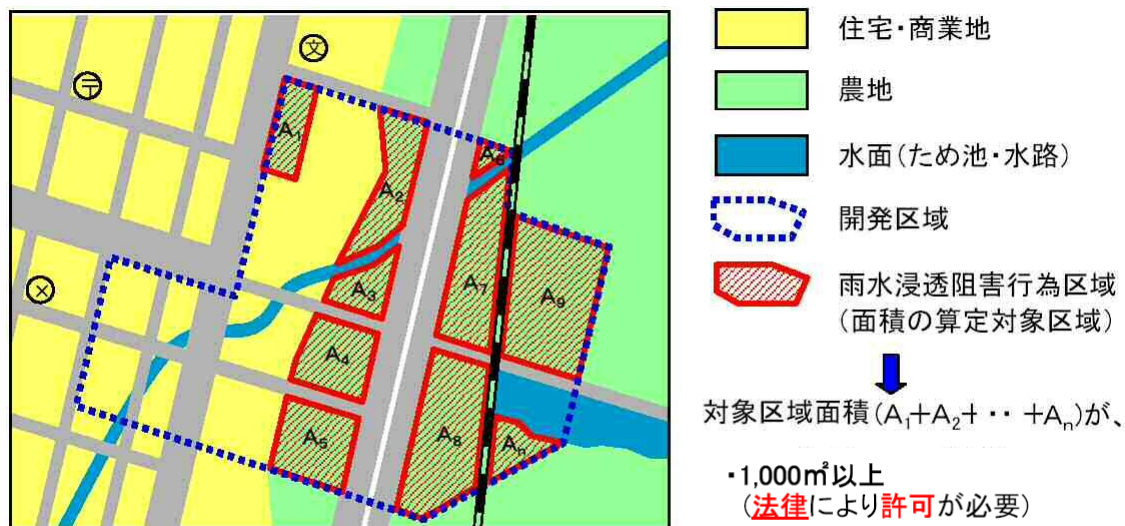 住宅・商業地
農地
水面(ため池・水路)
開発区域
雨水浸透阻害行為区域
(面積の算定対象区域)
対象区域面積(A₁+A₂+ ・・ +Aₙ)が、
・1,000㎡以上
(法律により許可が必要)
文
〒
A₁
A₂
A₆
A₃
A₇
A₉
A₄
A₅
A₈
Aₙ